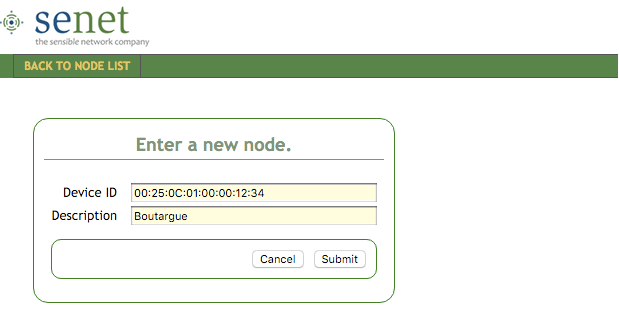 senet
the sensible network company
BACK TO NODE LIST
Enter a new node.
Device ID 00:25:0C:01:00:00:12:34
Description Boutargue
Cancel Submit